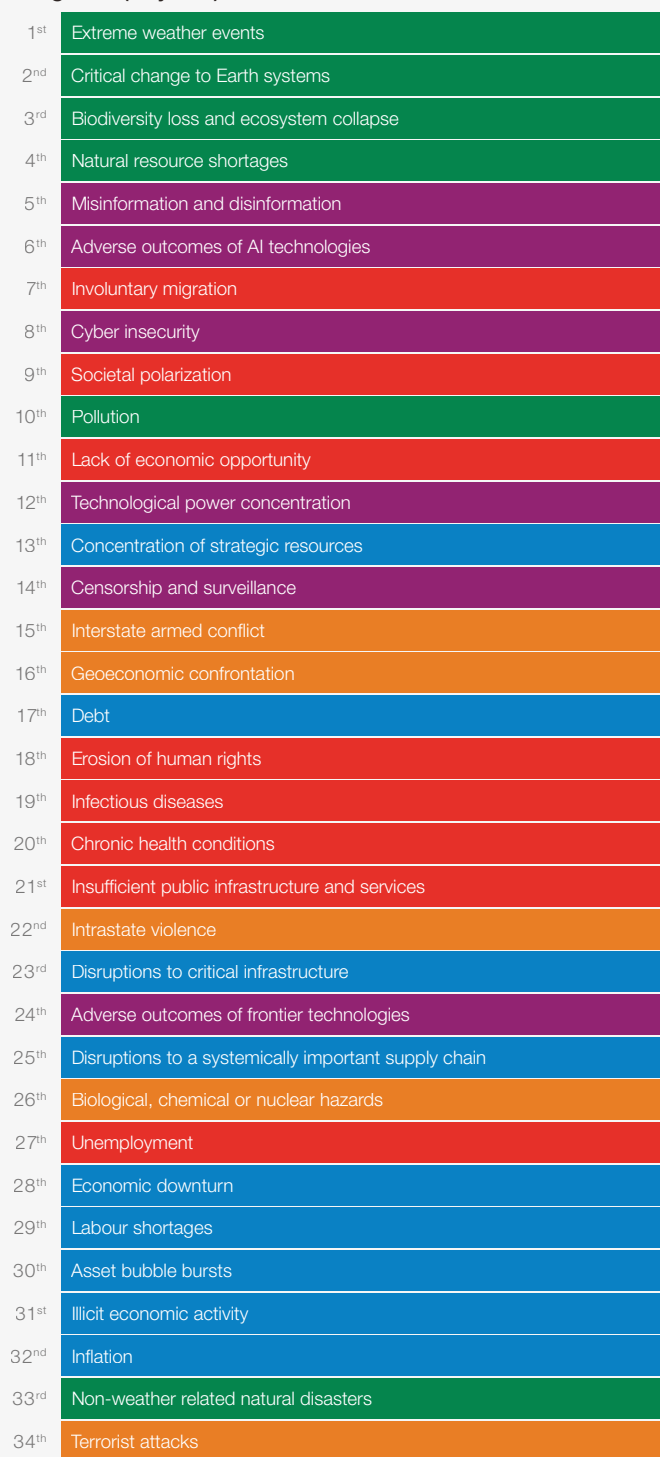 1st Extreme weather events
2nd Critical change to Earth systems
3rd Biodiversity loss and ecosystem collapse
4th Natural resource shortages
5th Misinformation and disinformation
6th Adverse outcomes of AI technologies
7th Involuntary migration
8th Cyber insecurity
9th Societal polarization
10th Pollution
11th Lack of economic opportunity
12th Technological power concentration
13th Concentration of strategic resources
14th Censorship and surveillance
15th Interstate armed conflict
16th Geoeconomic confrontation
17th Debt
18th Erosion of human rights
19th Infectious diseases
20th Chronic health conditions
21st Insufficient public infrastructure and services
22nd Intrastate violence
23rd Disruptions to critical infrastructure
24th Adverse outcomes of frontier technologies
25th Disruptions to a systemically important supply chain
26th Biological, chemical or nuclear hazards
27th Unemployment
28th Economic downturn
29th Labour shortages
30th Asset bubble bursts
31st Illicit economic activity
32nd Inflation
33rd Non-weather related natural disasters
34th Terrorist attacks